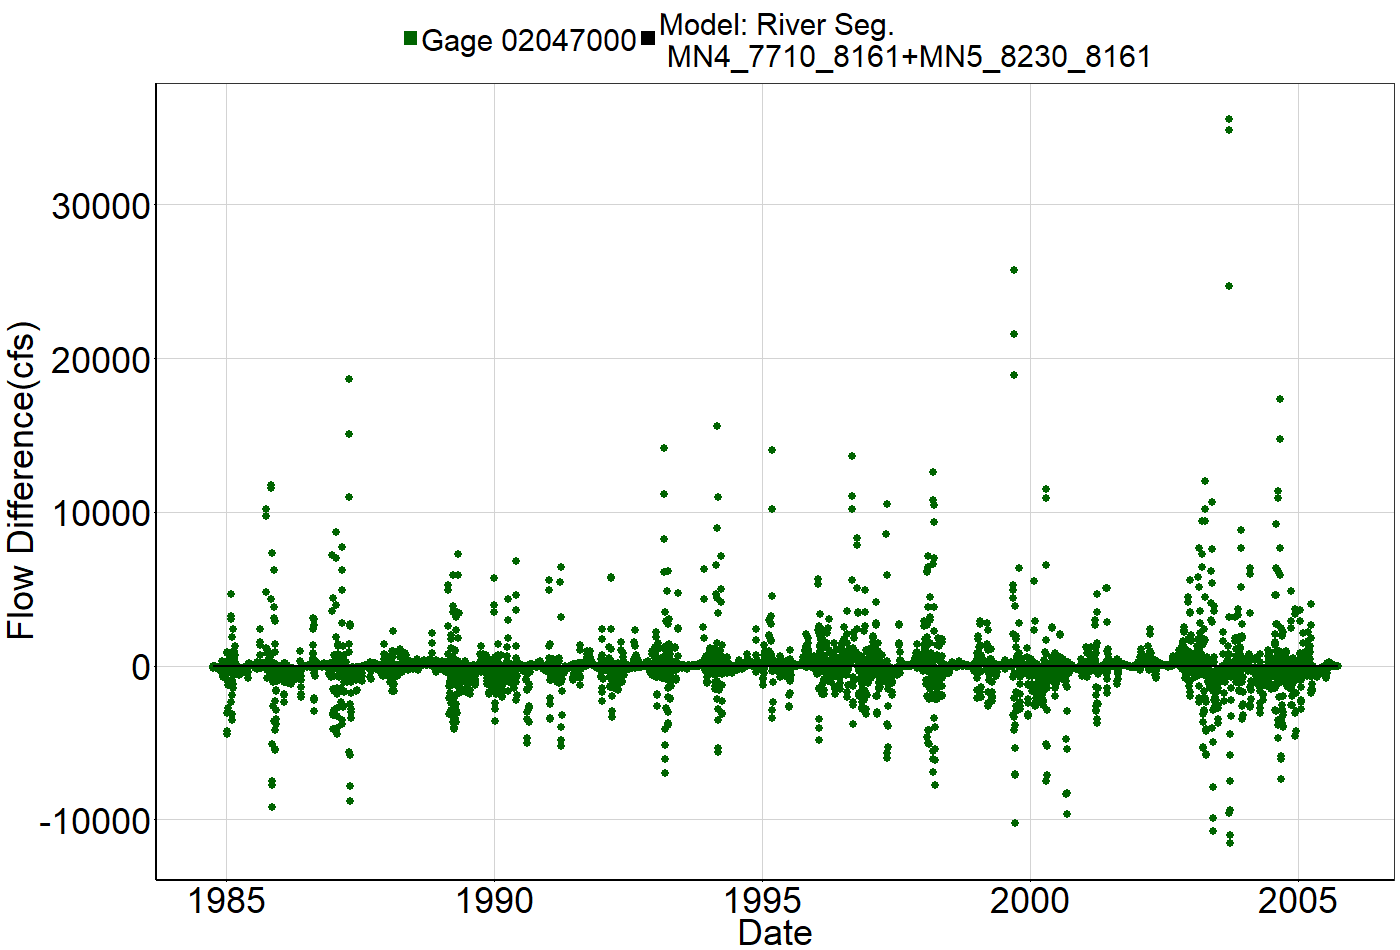 Gage 02047000
Model: River Seg.
MN4_7710_8161+MN5_8230_8161
Flow Difference(cfs)
30000
20000
10000
0
-10000
1985
1990
1995
2000
2005
Date